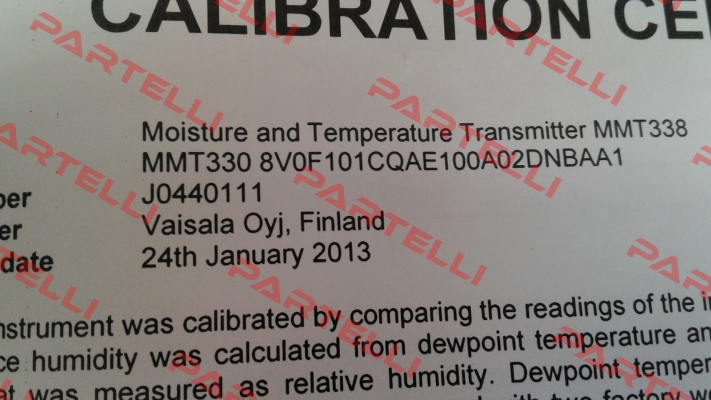 CALIBRATION CE
Moisture and Temperature Transmitter MMT338
MMT330 8V0F101CQAE100A02DNBAA1
J0440111
Vaisala Oyj, Finland
date 24th January 2013
nstrument was calibrated by comparing the readings of the i
ce humidity was calculated from dewpoint temperature an
at was measured as relative humidity. Dewpoint temper
PARTELLI
PARTELLI
PARTELLI
PARTELLI
PARTELLI
PARTELLI
PARTELLI
PARTELLI